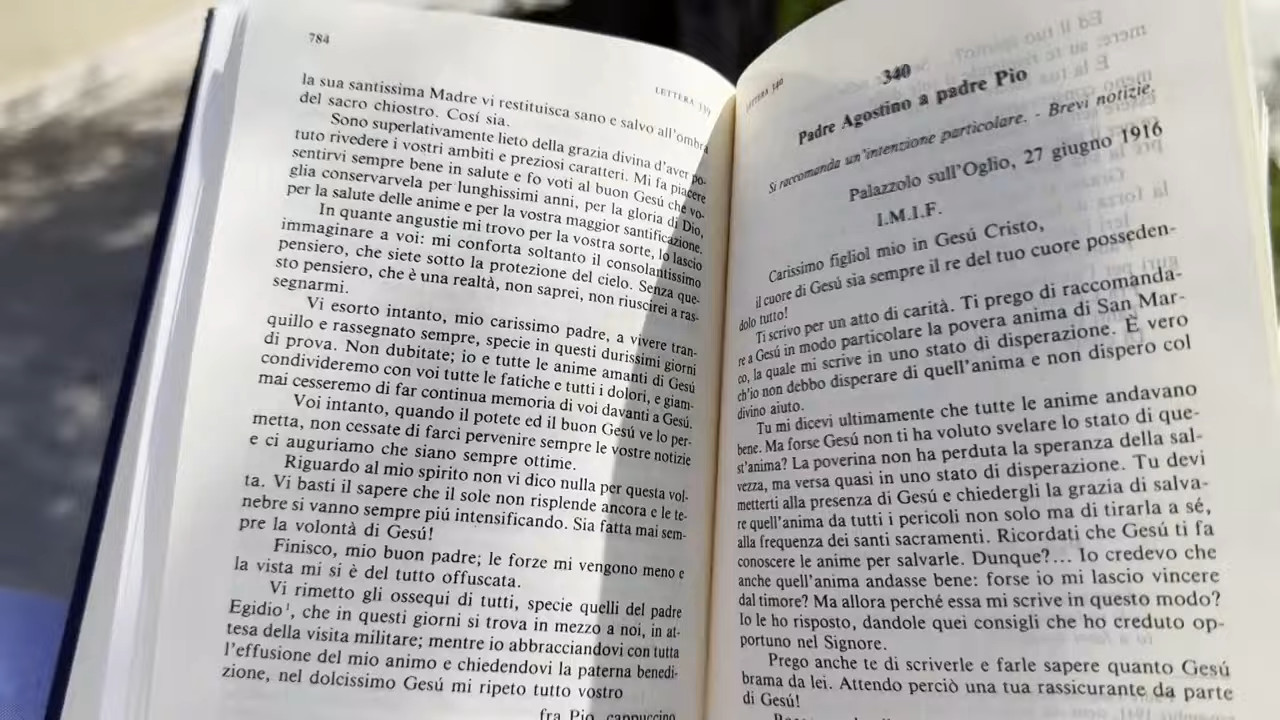 784
LETTERA 339
la sua santissima Madre vi restituisca sano e salvo all'ombra
del sacro chiostro. Cosí sia.
Sono superlativamente lieto della grazia divina d'aver po-
tuto rivedere i vostri ambiti e preziosi caratteri. Mi fa piacere
sentirvi sempre bene in salute e fo voti al buon Gesú che vo-
glia conservarvela per lunghissimi anni, per la gloria di Dio,
per la salute delle anime e per la vostra maggior santificazione.
In quante angustie mi trovo per la vostra sorte, lo lascio
immaginare a voi: mi conforta soltanto il consolantissimo
pensiero, che siete sotto la protezione del cielo. Senza que-
sto pensiero, che è una realtà, non saprei, non riuscirei a ras-
segnarmi.
Vi esorto intanto, mio carissimo padre, a vivere tran-
quillo e rassegnato sempre, specie in questi durissimi giorni
di prova. Non dubitate; io e tutte le anime amanti di Gesú
condivideremo con voi tutte le fatiche e tutti i dolori, e giam-
mai cesseremo di far continua memoria di voi davanti a Gesú.
Voi intanto, quando il potete ed il buon Gesú ve lo per-
metta, non cessate di farci pervenire sempre le vostre notizie
e ci auguriamo che siano sempre ottime.
Riguardo al mio spirito non vi dico nulla per questa vol-
ta. Vi basti il sapere che il sole non risplende ancora e le te-
nebre si vanno sempre piú intensificando. Sia fatta mai sem-
pre la volontà di Gesú!
Finisco, mio buon padre; le forze mi vengono meno e
la vista mi si è del tutto offuscata.
Vi rimetto gli ossequi di tutti, specie quelli del padre
Egidio¹, che in questi giorni si trova in mezzo a noi, in at-
tesa della visita militare; mentre io abbracciandovi con tutta
l'effusione del mio animo e chiedendovi la paterna benedi-
zione, nel dolcissimo Gesú mi ripeto tutto vostro
fra Pio, cappuccino
LETTERA 340
340
Padre Agostino a padre Pio
Si raccomanda un'intenzione particolare. - Brevi notizie.
Palazzolo sull'Oglio, 27 giugno 1916
I.M.I.F.
Carissimo figliol mio in Gesú Cristo,
il cuore di Gesú sia sempre il re del tuo cuore posseden-
dolo tutto!
Ti scrivo per un atto di carità. Ti prego di raccomanda-
re a Gesú in modo particolare la povera anima di San Mar-
co, la quale mi scrive in uno stato di disperazione. È vero
ch'io non debbo disperare di quell'anima e non dispero col
divino aiuto.
Tu mi dicevi ultimamente che tutte le anime andavano
bene. Ma forse Gesú non ti ha voluto svelare lo stato di que-
st'anima? La poverina non ha perduta la speranza della sal-
vezza, ma versa quasi in uno stato di disperazione. Tu devi
metterti alla presenza di Gesú e chiedergli la grazia di salva-
re quell'anima da tutti i pericoli non solo ma di tirarla a sé,
alla frequenza dei santi sacramenti. Ricordati che Gesú ti fa
conoscere le anime per salvarle. Dunque?... Io credevo che
anche quell'anima andasse bene: forse io mi lascio vincere
dal timore? Ma allora perché essa mi scrive in questo modo?
Io le ho risposto, dandole quei consigli che ho creduto op-
portuno nel Signore.
Prego anche te di scriverle e farle sapere quanto Gesú
brama da lei. Attendo perciò una tua rassicurante da parte
di Gesú!